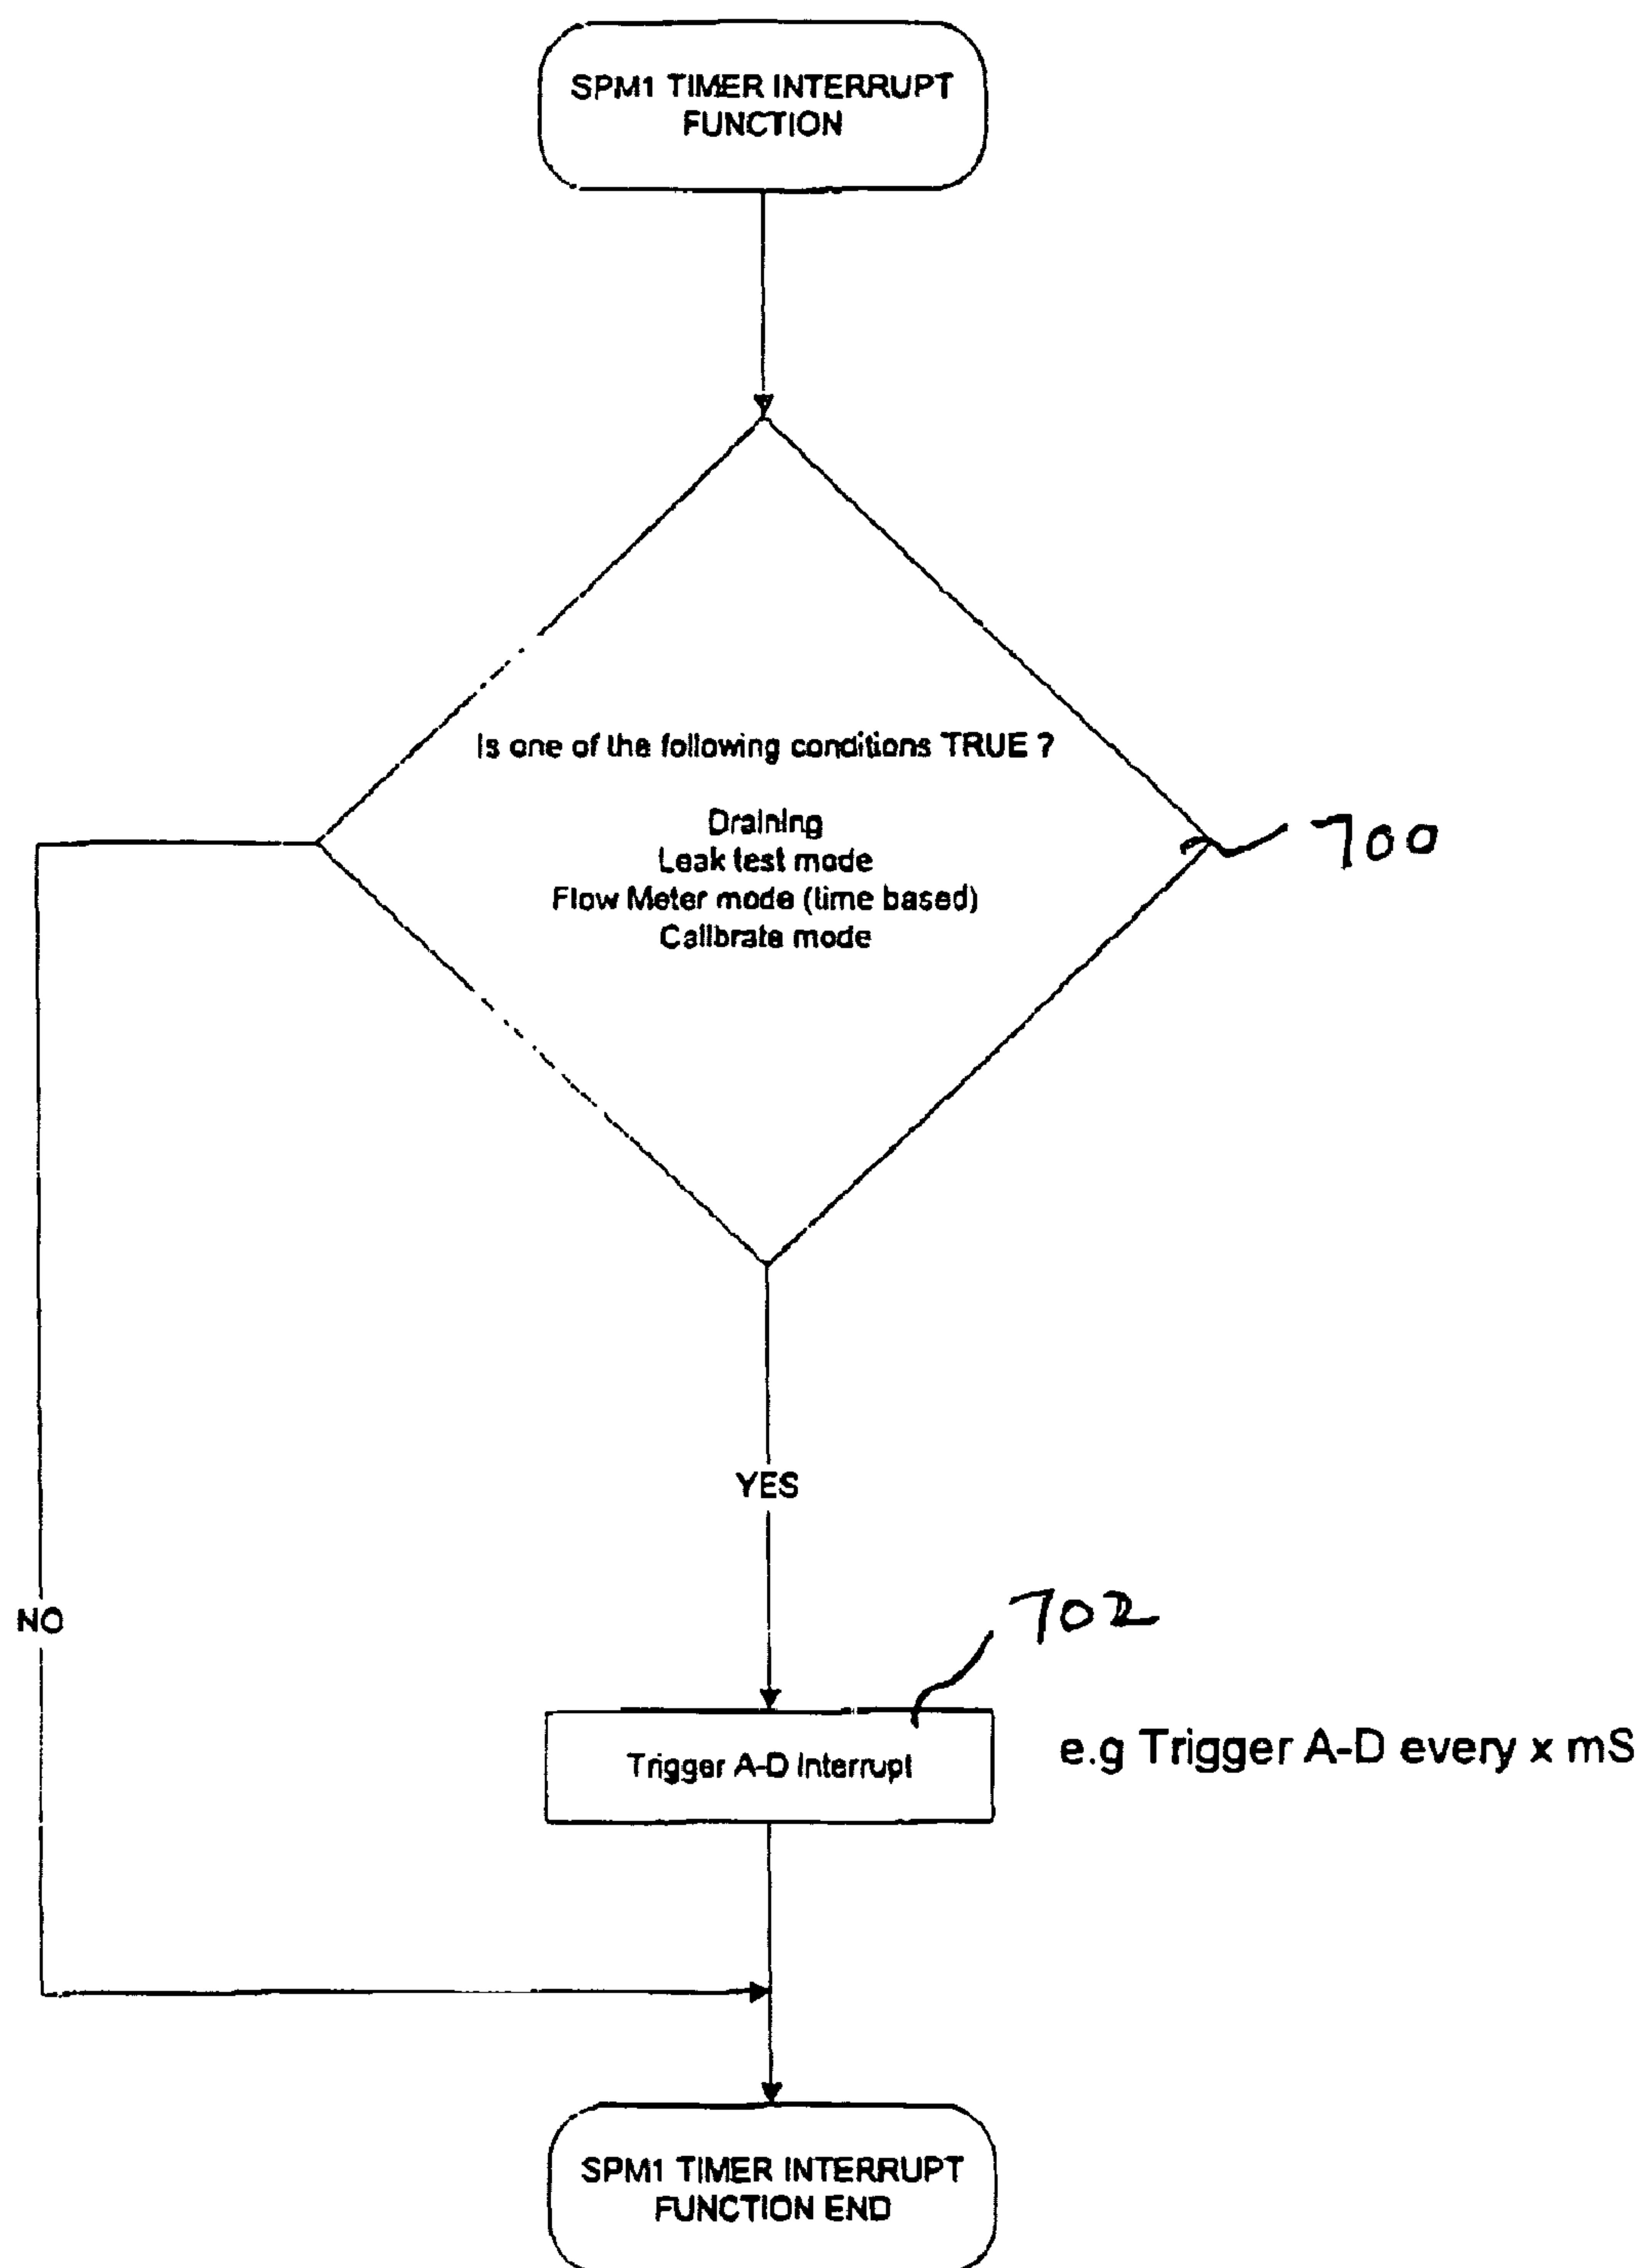 SPM1 TIMER INTERRUPT
FUNCTION
Is one of the following conditions TRUE ?
Draining
Leak test mode
Flow Meter mode (time based)
Calibrate mode
700
YES
NO
702
Trigger A-D Interrupt
e.g Trigger A-D every x mS
SPM1 TIMER INTERRUPT
FUNCTION END